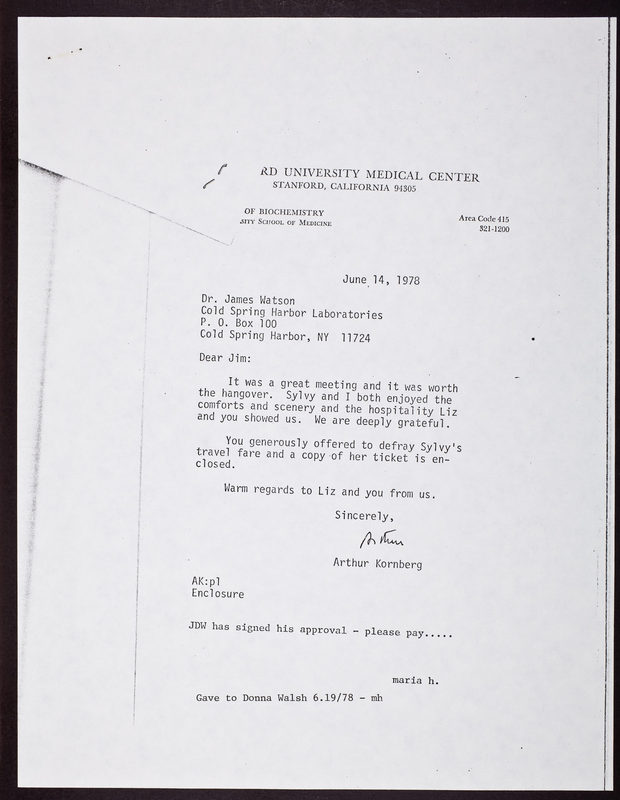 RD UNIVERSITY MEDICAL CENTER
STANFORD, CALIFORNIA 94305
OF BIOCHEMISTRY
SITY SCHOOL OF MEDICINE
Area Code 415
321-1200
June 14, 1978
Dr. James Watson
Cold Spring Harbor Laboratories
P. O. Box 100
Cold Spring Harbor, NY 11724
Dear Jim:
It was a great meeting and it was worth
the hangover. Sylvy and I both enjoyed the
comforts and scenery and the hospitality Liz
and you showed us. We are deeply grateful.
You generously offered to defray Sylvy's
travel fare and a copy of her ticket is en-
closed.
Warm regards to Liz and you from us.
Sincerely,
Arthur
Arthur Kornberg
AK:pl
Enclosure
JDW has signed his approval - please pay.....
maria h.
Gave to Donna Walsh 6.19/78 - mh